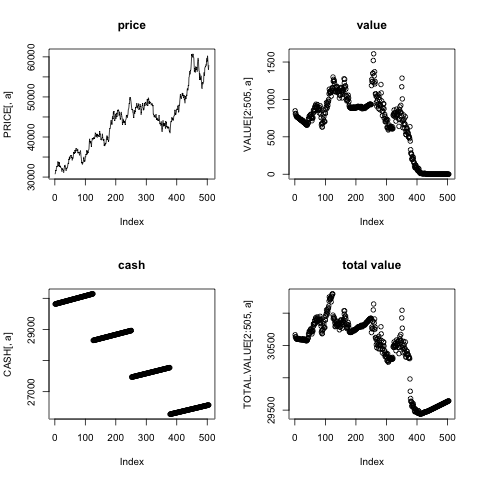 price
PRICE[, a]
30000 40000 50000 60000
0 100 200 300 400 500
Index
value
VALUE[2:505, a]
0 500 1000 1500
0 100 200 300 400 500
Index
cash
CASH[, a]
27000 29000
0 100 200 300 400 500
Index
total value
TOTAL.VALUE[2:505, a]
29500 30500
0 100 200 300 400 500
Index